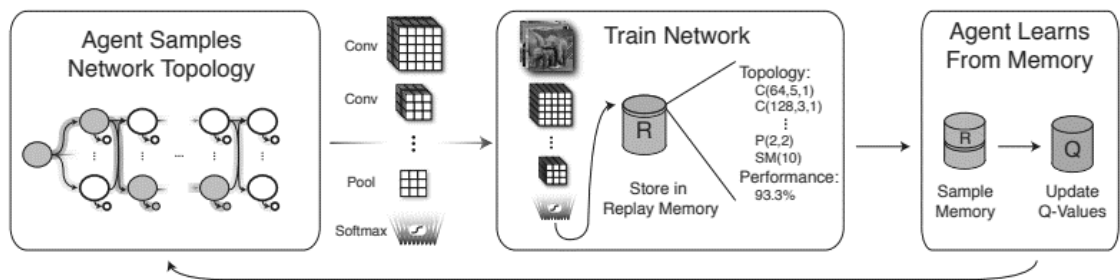 Agent Samples
Network Topology
Conv
Conv
Pool
Softmax
Train Network
R
Store in
Replay Memory
Topology:
C(64,5,1)
C(128,3,1)
P(2,2)
SM(10)
Performance:
93.3%
Agent Learns
From Memory
R
Sample
Memory
Q
Update
Q-Values